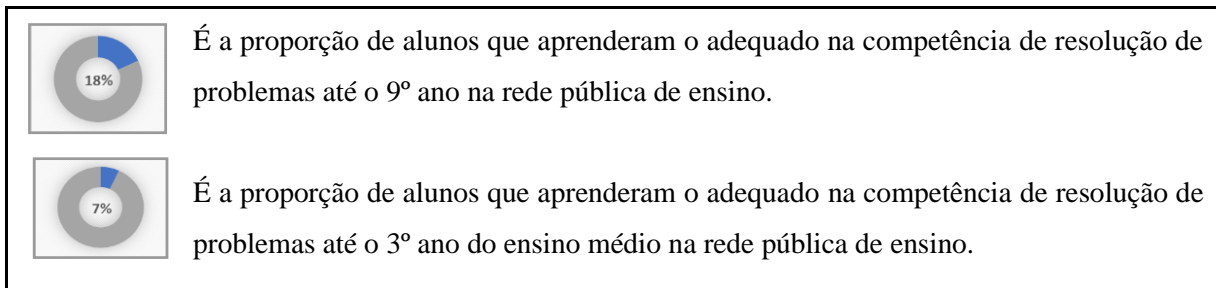 18%
É a proporção de alunos que aprenderam o adequado na competência de resolução de
problemas até o 9º ano na rede pública de ensino.
7%
É a proporção de alunos que aprenderam o adequado na competência de resolução de
problemas até o 3º ano do ensino médio na rede pública de ensino.